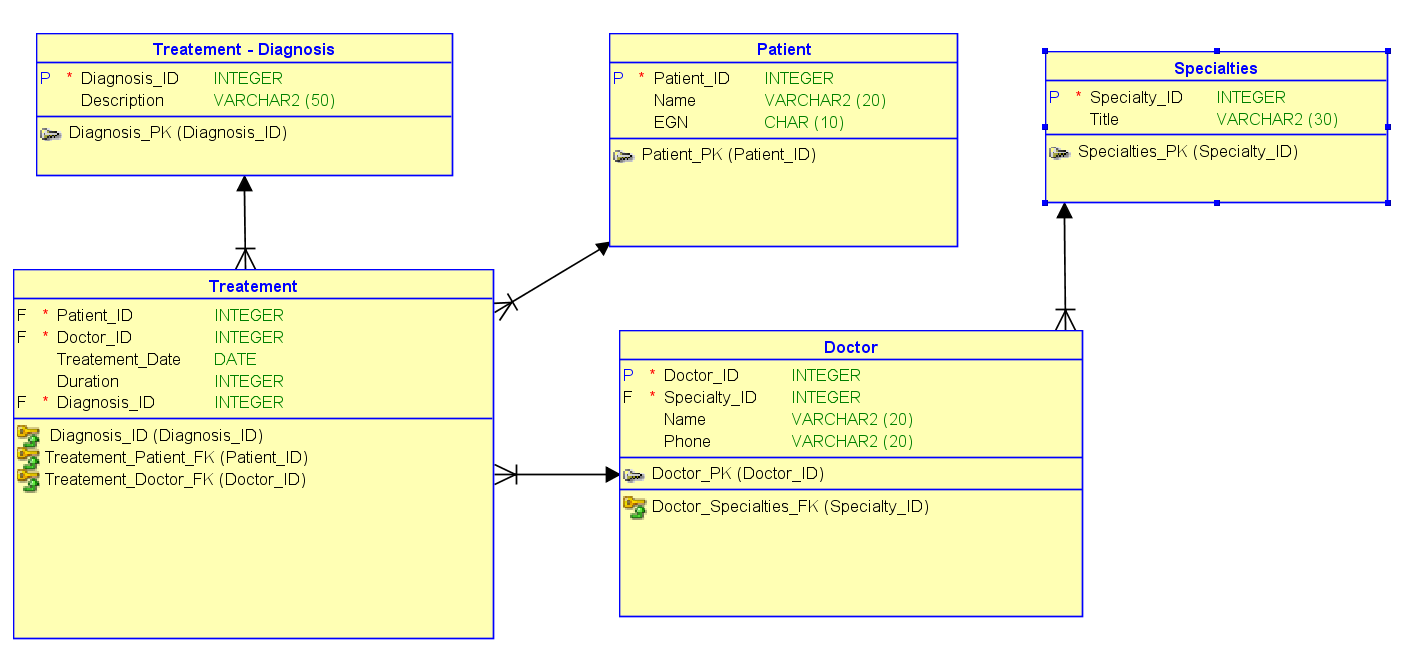 Treatement - Diagnosis
P * Diagnosis_ID INTEGER
Description VARCHAR2 (50)
Diagnosis_PK (Diagnosis_ID)
Patient
P * Patient_ID INTEGER
Name VARCHAR2 (20)
EGN CHAR (10)
Patient_PK (Patient_ID)
Specialties
P * Specialty_ID INTEGER
Title VARCHAR2 (30)
Specialties_PK (Specialty_ID)
Treatement
F * Patient_ID INTEGER
F * Doctor_ID INTEGER
Treatement_Date DATE
Duration INTEGER
F * Diagnosis_ID INTEGER
Diagnosis_ID (Diagnosis_ID)
Treatement_Patient_FK (Patient_ID)
Treatement_Doctor_FK (Doctor_ID)
Doctor
P * Doctor_ID INTEGER
F * Specialty_ID INTEGER
Name VARCHAR2 (20)
Phone VARCHAR2 (20)
Doctor_PK (Doctor_ID)
Doctor_Specialties_FK (Specialty_ID)